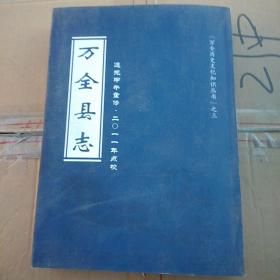 《万全历史文化知识丛书》之三
道光甲午重修·二〇一一年点校
万全县志